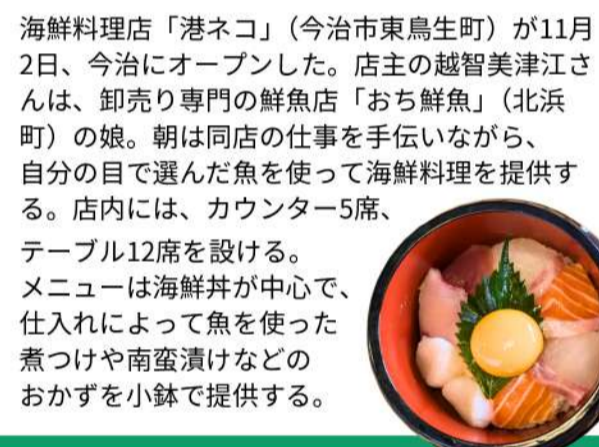 海鮮料理店「港ネコ」（今治市東鳥生町）が11月
2日、今治にオープンした。店主の越智美津江さ
んは、卸売り専門の鮮魚店「おち鮮魚」（北浜
町）の娘。朝は同店の仕事を手伝いながら、
自分の目で選んだ魚を使って海鮮料理を提供す
る。店内には、カウンター5席、
テーブル12席を設ける。
メニューは海鮮丼が中心で、
仕入れによって魚を使った
煮つけや南蛮漬けなどの
おかずを小鉢で提供する。